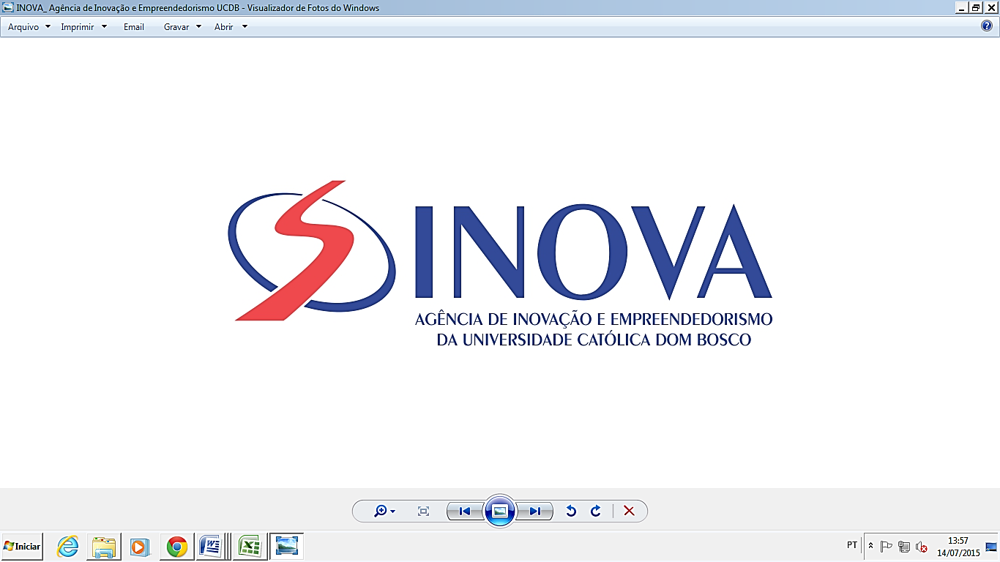 INOVA_ Agência de Inovação e Empreendedorismo UCDB - Visualizador de Fotos do Windows
Arquivo Imprimir Email Gravar Abrir
INOVA
AGÊNCIA DE INOVAÇÃO E EMPREENDEDORISMO
DA UNIVERSIDADE CATÓLICA DOM BOSCO
Iniciar
PT
13:57
14/07/2015